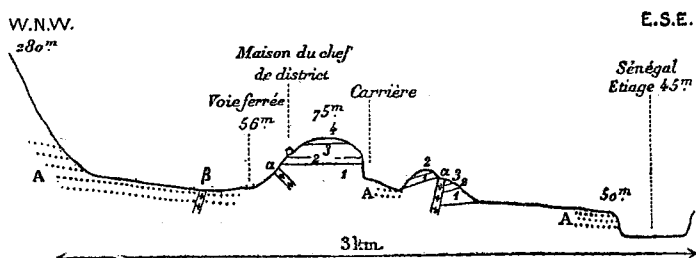 W.N.W.
280m
E.S.E.
Maison du chef
de district
Sénégal
Etiage 45m
Voie ferrée
56m
Carrière
75m
4
3
2
1
α
β
A
A
2
1
α
3
2
1
A
50m
3 km.